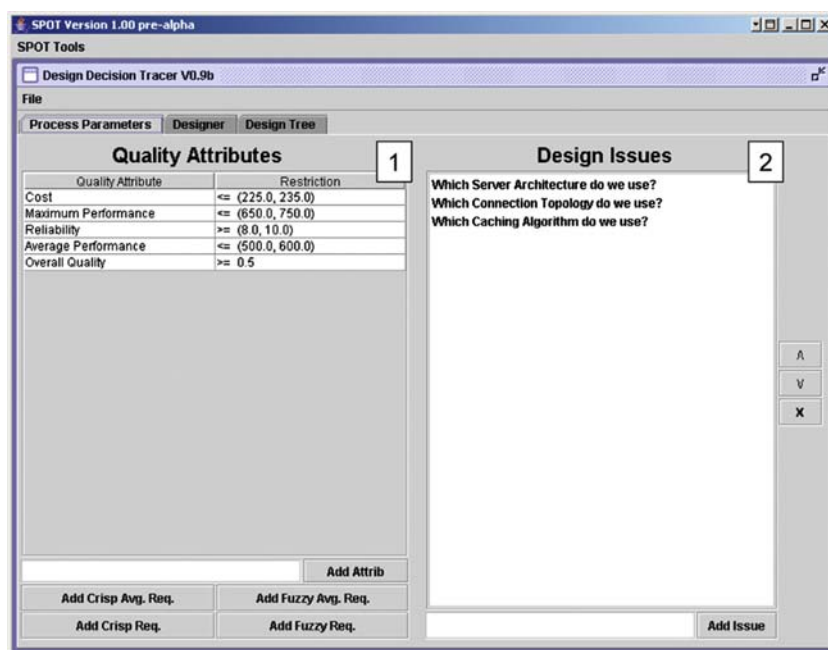 SPOT Version 1.00 pre-alpha
SPOT Tools
Design Decision Tracer V0.9b
File
Process Parameters Designer Design Tree
Quality Attributes 1
Quality Attribute Restriction
Cost <= (225.0, 235.0)
Maximum Performance <= (650.0, 750.0)
Reliability >= (8.0, 10.0)
Average Performance <= (500.0, 600.0)
Overall Quality >= 0.5
Add Attrib
Add Crisp Avg. Req. Add Fuzzy Avg. Req.
Add Crisp Req. Add Fuzzy Req.
Design Issues 2
Which Server Architecture do we use?
Which Connection Topology do we use?
Which Caching Algorithm do we use?
Λ
V
X
Add Issue